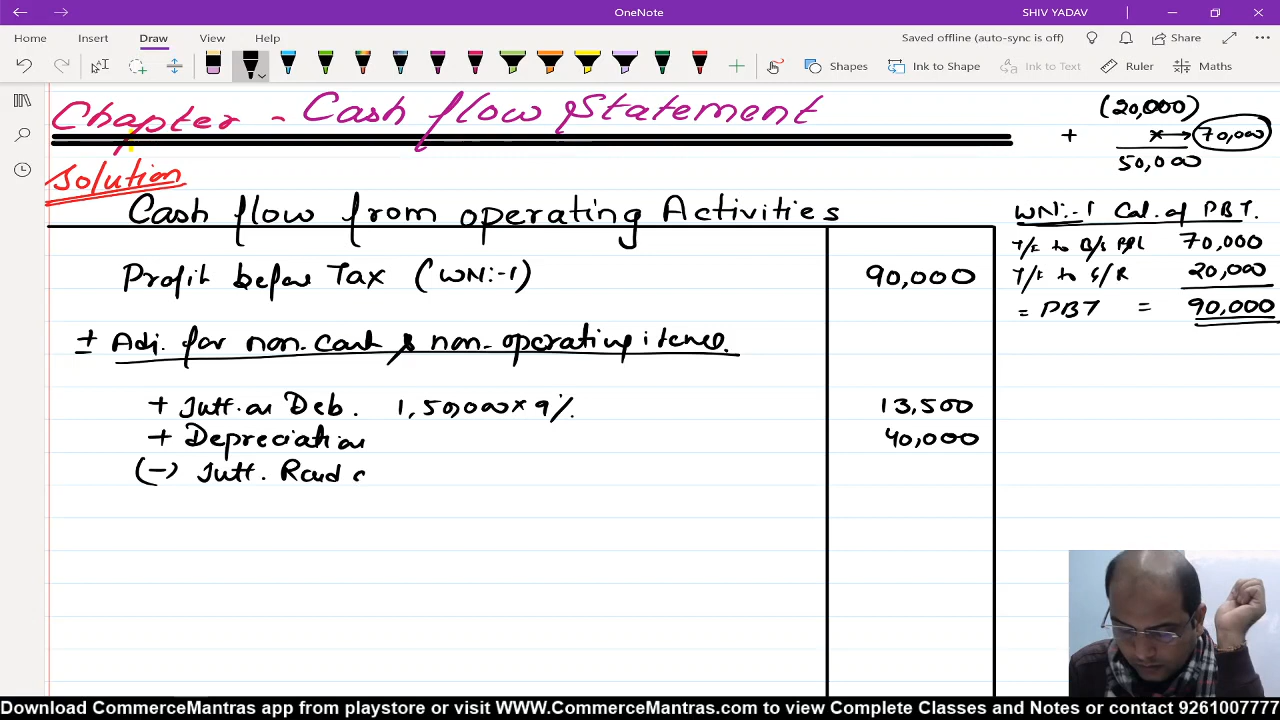 OneNote
SHIV YADAV
Home Insert Draw View Help
Saved offline (auto-sync is off)
Share
Shapes
Ink to Shape
Ink to Text
Ruler
Maths
Chapter - Cash flow Statement
(20,000)
+ x → 70,000
50,000
Solution
Cash flow from operating Activities
Profit before Tax (WN:-1) 90,000
± Adj. for non-cash & non-operating items.
+ Intt. on Deb. 1,50,000 × 9% 13,500
+ Depreciation 40,000
(-) Intt. Recd o
WN:-1 Cal. of PBT.
T/f to B/s 70,000
T/f to G/R 20,000
= PBT = 90,000
Download CommerceMantras app from playstore or visit WWW.CommerceMantras.com to view Complete Classes and Notes or contact 9261007777